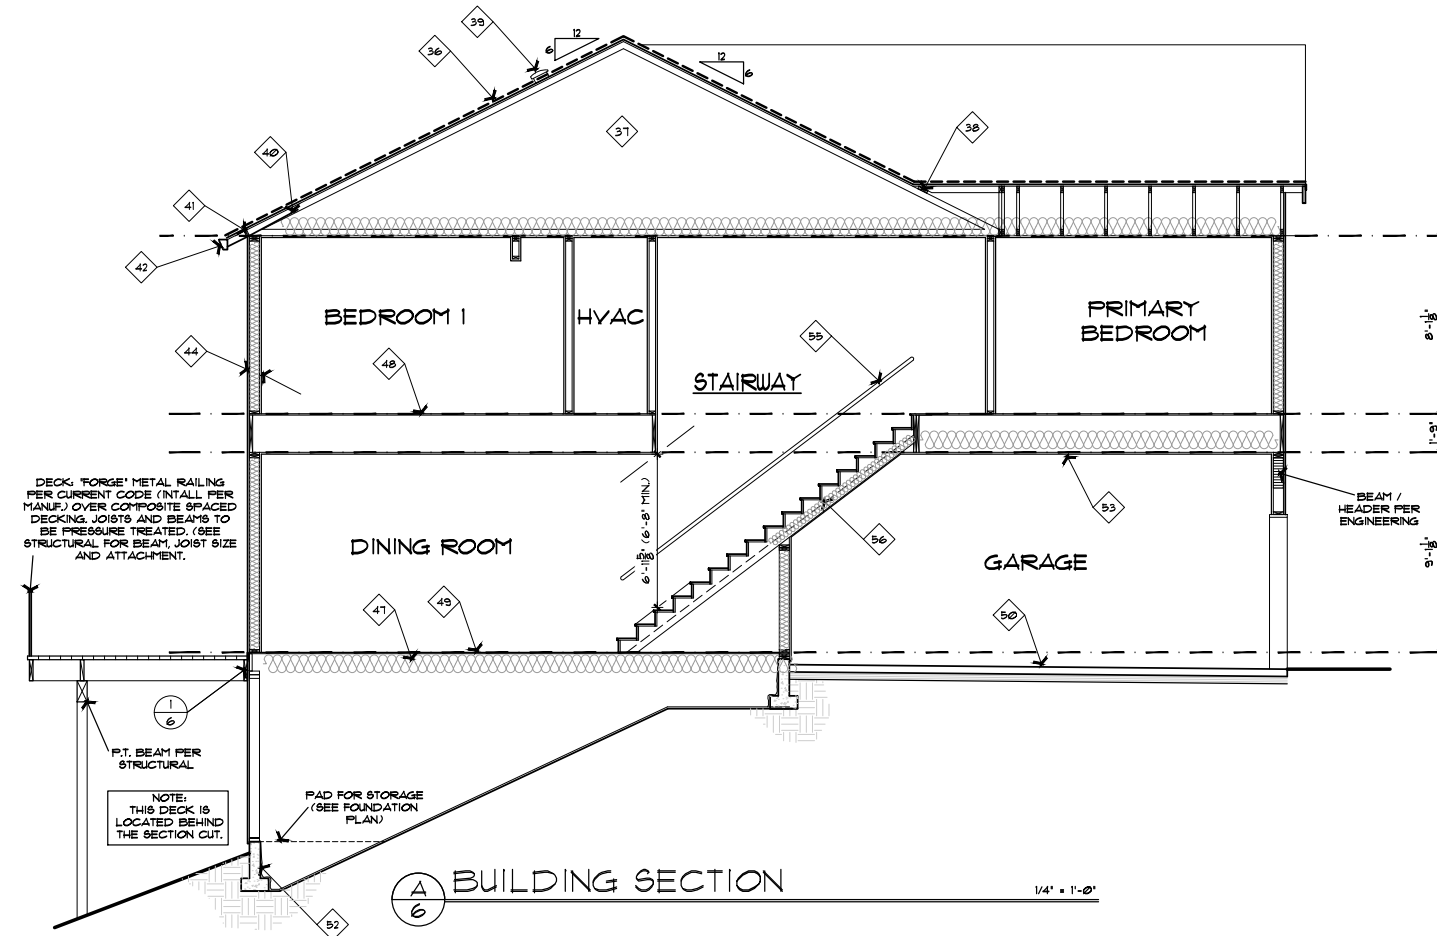 39
12
6
36
12
6
37
38
40
41
42
BEDROOM 1
HVAC
PRIMARY
BEDROOM
8'-1 1/8"
55
44
48
STAIRWAY
1'-9"
DECK: "FORGE" METAL RAILING
PER CURRENT CODE (INTALL PER
MANUF.) OVER COMPOSITE SPACED
DECKING. JOISTS AND BEAMS TO
BE PRESSURE TREATED. (SEE
STRUCTURAL FOR BEAM, JOIST SIZE
AND ATTACHMENT.
BEAM /
HEADER PER
ENGINEERING
53
56
DINING ROOM
(6'-8" MIN.)
GARAGE
9'-1 1/8"
47
49
50
1
6
P.T. BEAM PER
STRUCTURAL
NOTE:
THIS DECK IS
LOCATED BEHIND
THE SECTION CUT.
PAD FOR STORAGE
(SEE FOUNDATION
PLAN)
A
6
BUILDING SECTION
1/4" = 1'-0"
52